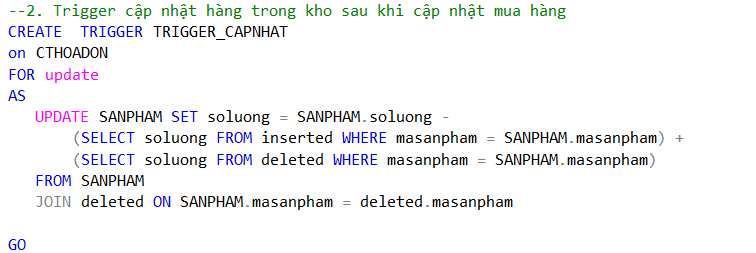 --2. Trigger cập nhật hàng trong kho sau khi cập nhật mua hàng
CREATE  TRIGGER TRIGGER_CAPNHAT
on CTHOADON
FOR update
AS
   UPDATE SANPHAM SET soluong = SANPHAM.soluong -
       (SELECT soluong FROM inserted WHERE masanpham = SANPHAM.masanpham) +
       (SELECT soluong FROM deleted WHERE masanpham = SANPHAM.masanpham)
   FROM SANPHAM
   JOIN deleted ON SANPHAM.masanpham = deleted.masanpham
GO